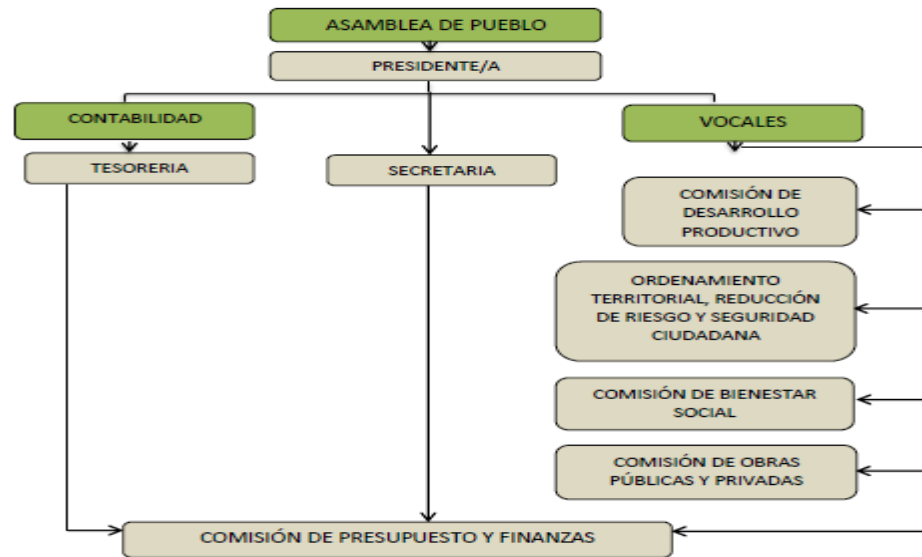 ASAMBLEA DE PUEBLO
PRESIDENTE/A
CONTABILIDAD
VOCALES
TESORERIA
SECRETARIA
COMISIÓN DE
DESARROLLO
PRODUCTIVO
ORDENAMIENTO
TERRITORIAL, REDUCCIÓN
DE RIESGO Y SEGURIDAD
CIUDADANA
COMISIÓN DE BIENESTAR
SOCIAL
COMISIÓN DE OBRAS
PÚBLICAS Y PRIVADAS
COMISIÓN DE PRESUPUESTO Y FINANZAS